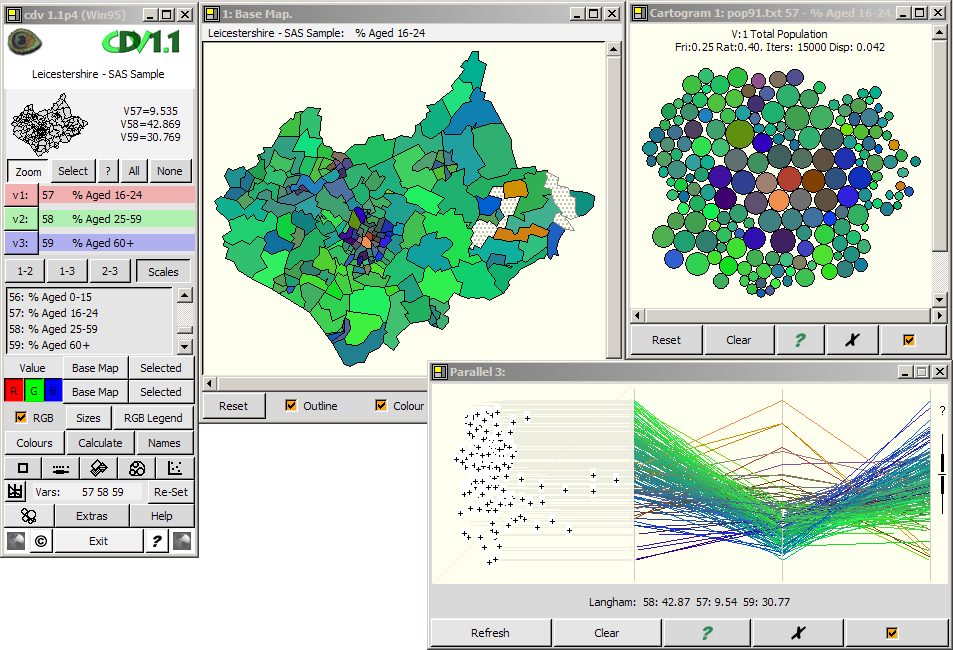 cdv 1.1p4 (Win95)
CD/1.1
Leicestershire - SAS Sample
V57=9.535
V58=42.869
V59=30.769
Zoom Select ? All None
v1: 57 % Aged 16-24
v2: 58 % Aged 25-59
v3: 59 % Aged 60+
1-2 1-3 2-3 Scales
56: % Aged 0-15
57: % Aged 16-24
58: % Aged 25-59
59: % Aged 60+
Value Base Map Selected
R G B Base Map Selected
RGB Sizes RGB Legend
Colours Calculate Names
Vars: 57 58 59 Re-Set
Extras Help
© Exit ?
1: Base Map.
Leicestershire - SAS Sample: % Aged 16-24
Reset Outline Colour
Cartogram 1: pop91.txt 57 - % Aged 16-24.
V:1 Total Population
Fri:0.25 Rat:0.40. Iters: 15000 Disp: 0.042
Reset Clear ? ✗
Parallel 3:
?
Langham: 58: 42.87 57: 9.54 59: 30.77
Refresh Clear ? ✗